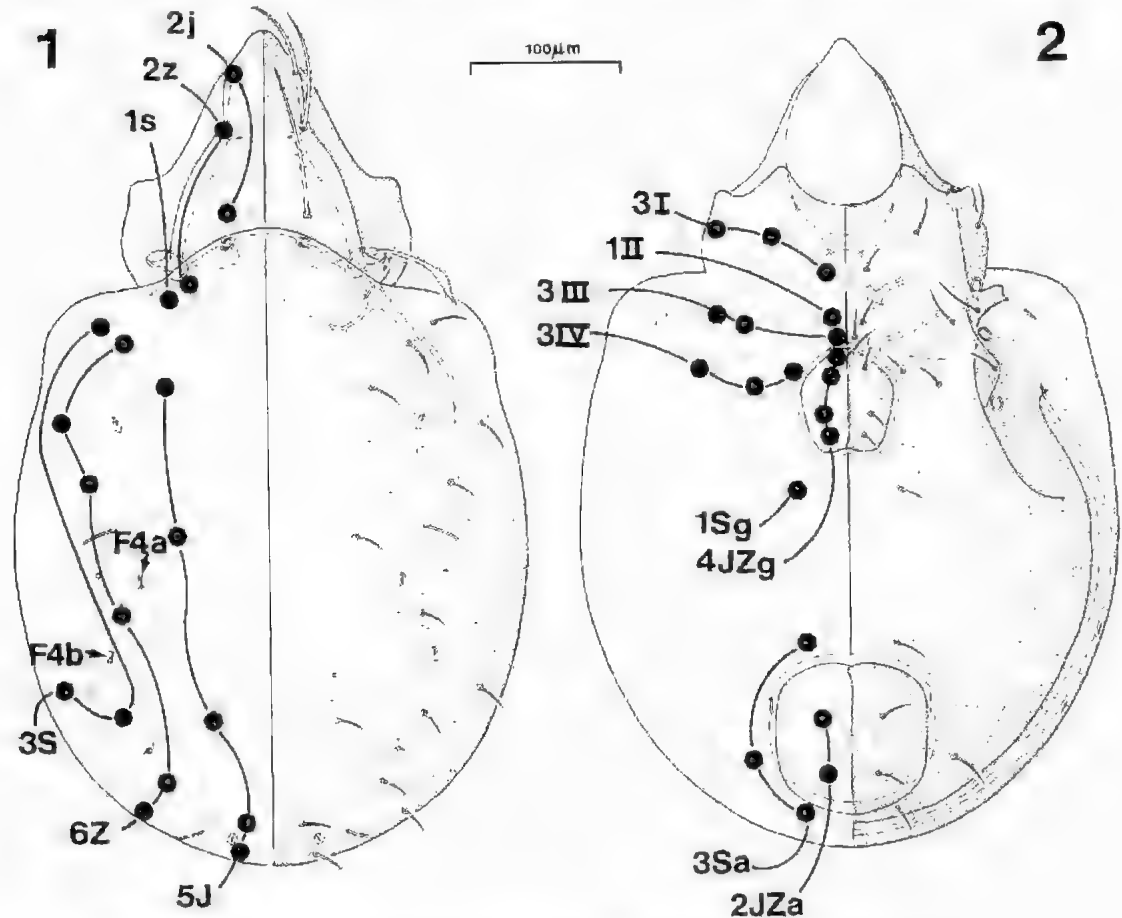 1
2j
2z
1s
100µm
F4a
F4b
3S
6Z
5J
2
3I
1II
3III
3IV
1Sg
4JZg
3Sa
2JZa